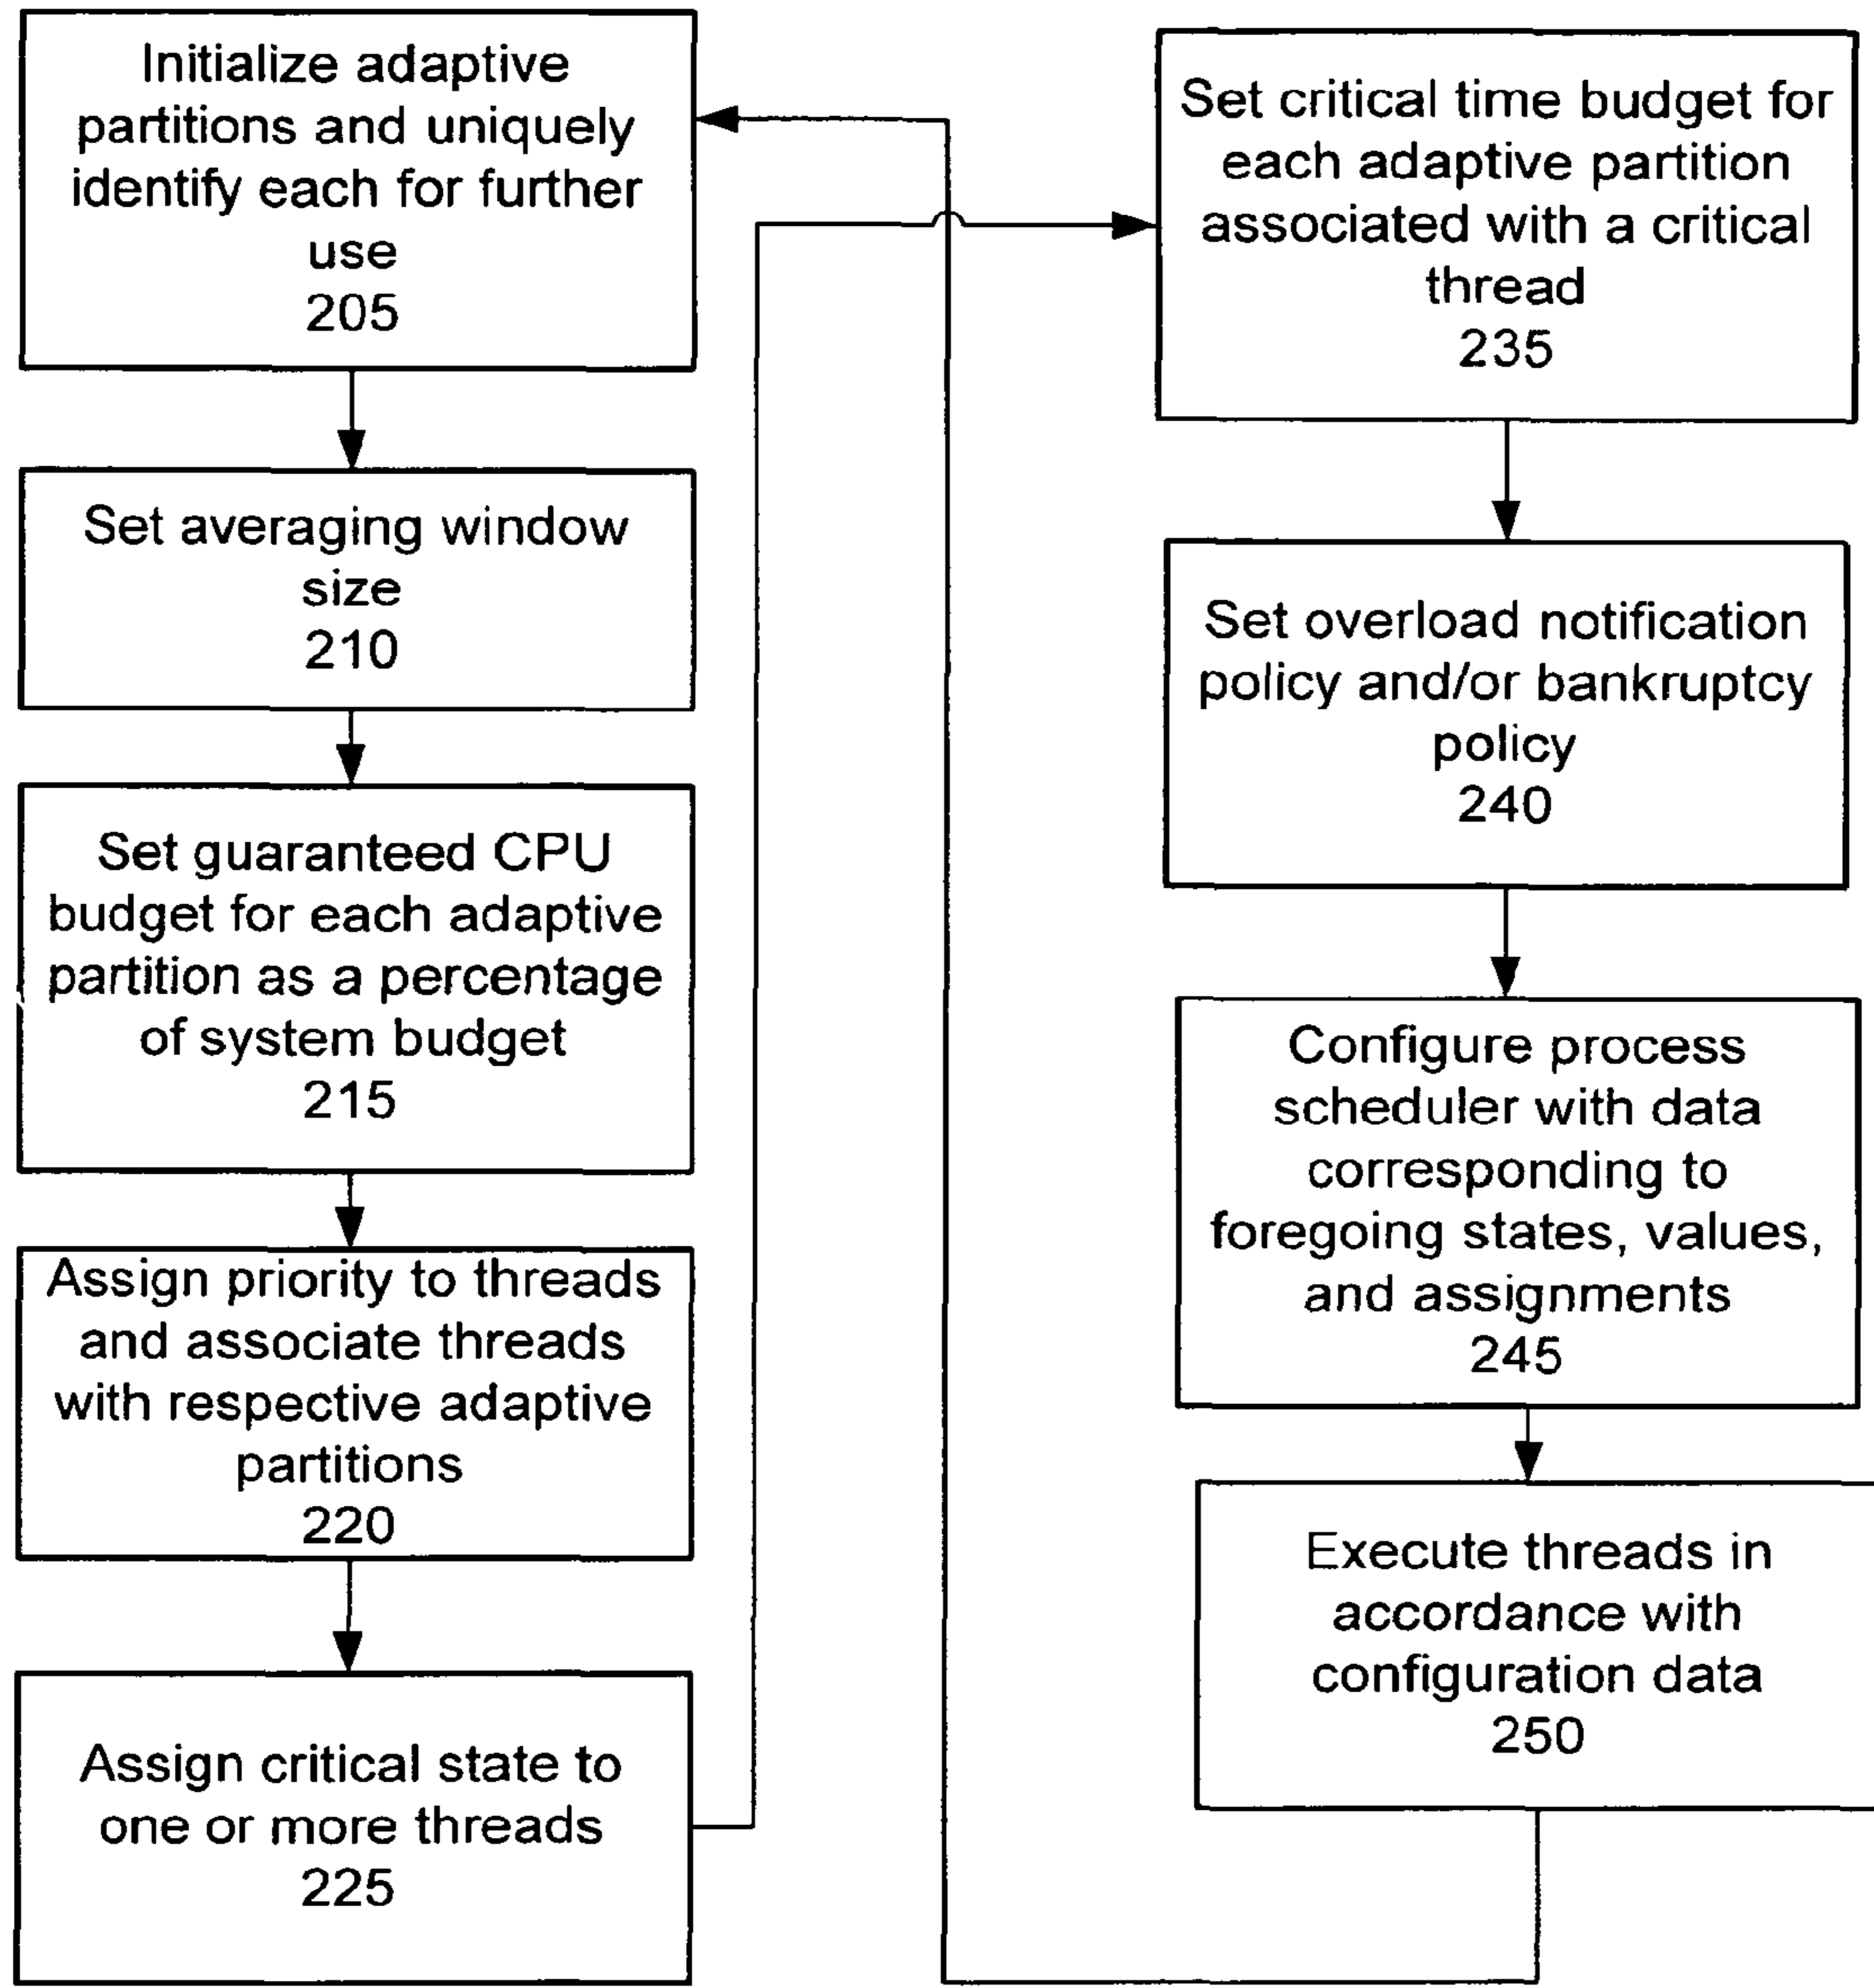 Initialize adaptive
partitions and uniquely
identify each for further
use
205
Set averaging window
size
210
Set guaranteed CPU
budget for each adaptive
partition as a percentage
of system budget
215
Assign priority to threads
and associate threads
with respective adaptive
partitions
220
Assign critical state to
one or more threads
225
Set critical time budget for
each adaptive partition
associated with a critical
thread
235
Set overload notification
policy and/or bankruptcy
policy
240
Configure process
scheduler with data
corresponding to
foregoing states, values,
and assignments
245
Execute threads in
accordance with
configuration data
250